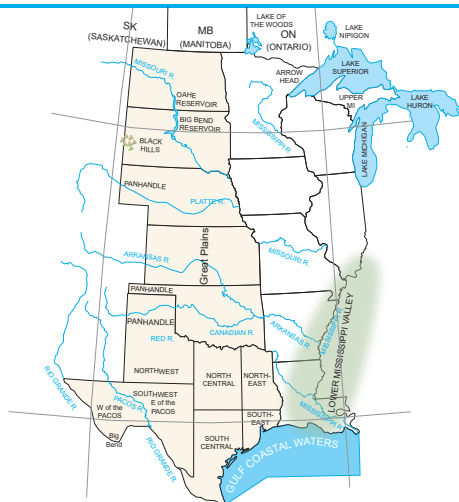 SK
(SASKATCHEWAN)
MB
(MANITOBA)
LAKE OF
THE WOODS
ON
(ONTARIO)
LAKE
NIPIGON
MISSOURI R.
ARROW
HEAD
LAKE
SUPERIOR
OAHE
RESERVOIR
UPPER
MI
LAKE
HURON
BIG BEND
RESERVOIR
MISSISSIPPI R.
LAKE MICHIGAN
BLACK
HILLS
PANHANDLE
PLATTE R.
Great Plains
MISSOURI R.
ARKANSAS R.
PANHANDLE
PANHANDLE
CANADIAN R.
ARKANSAS R.
MISSISSIPPI R.
LOWER MISSISSIPPI VALLEY
RED R.
NORTHWEST
NORTH
CENTRAL
NORTH-
EAST
RIO GRANDE R.
PACOS R.
SOUTHWEST
E of the
PACOS
W of the
PACOS
MISSISSIPPI R.
SOUTH-
EAST
Big
Bend
RIO GRANDE R.
SOUTH
CENTRAL
GULF COASTAL WATERS